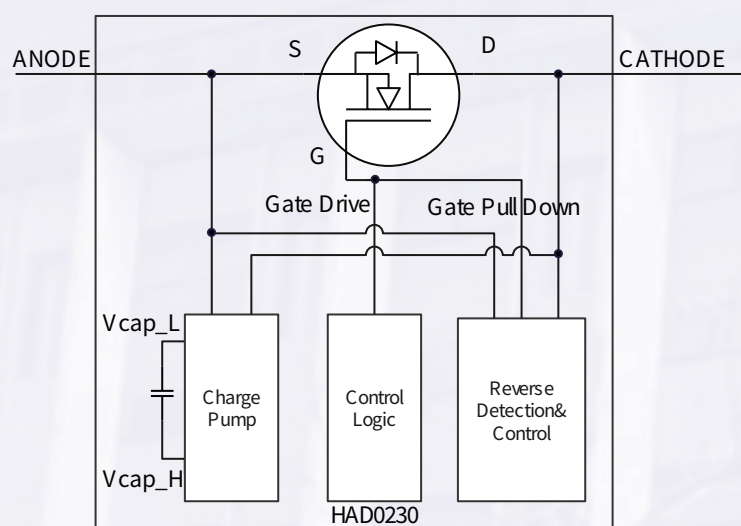 ANODE
S
D
CATHODE
G
Gate Drive
Gate Pull Down
Vcap_L
Charge
Pump
Control
Logic
Reverse
Detection&
Control
Vcap_H
HAD0230